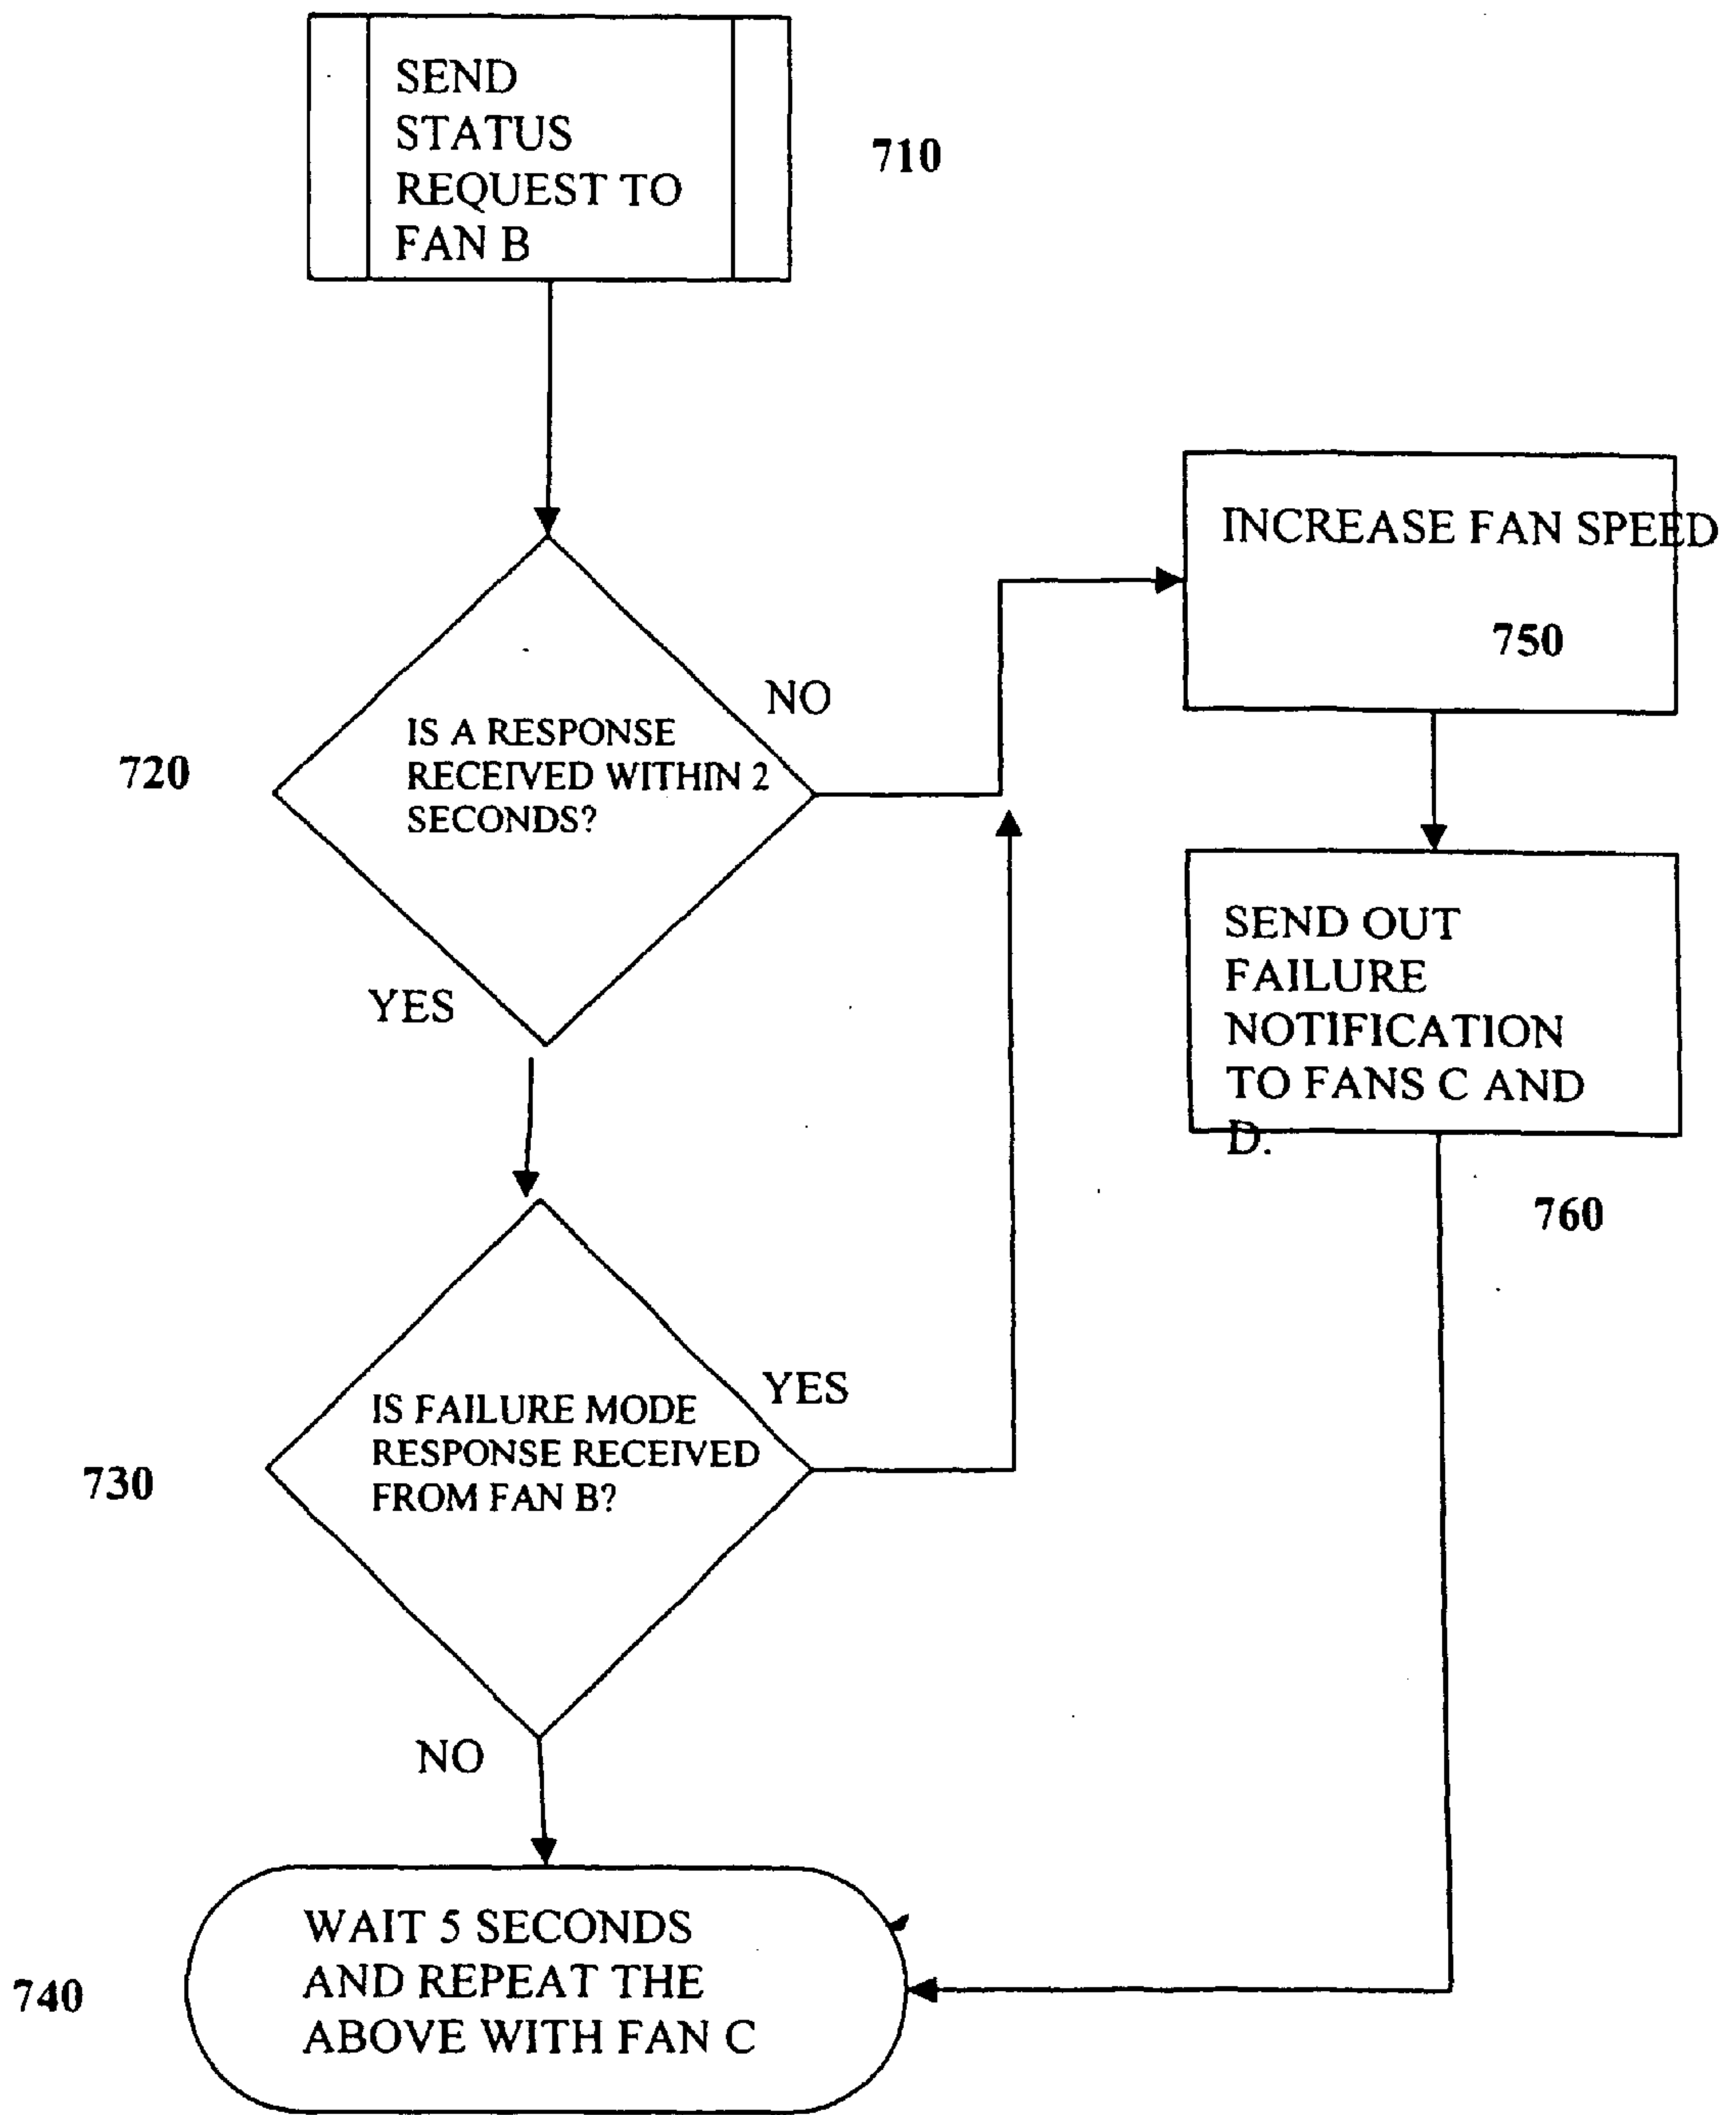 SEND
STATUS
REQUEST TO
FAN B
710
INCREASE FAN SPEED
750
NO
IS A RESPONSE
RECEIVED WITHIN 2
SECONDS?
720
YES
SEND OUT
FAILURE
NOTIFICATION
TO FANS C AND
D.
760
YES
IS FAILURE MODE
RESPONSE RECEIVED
FROM FAN B?
730
NO
WAIT 5 SECONDS
AND REPEAT THE
ABOVE WITH FAN C
740